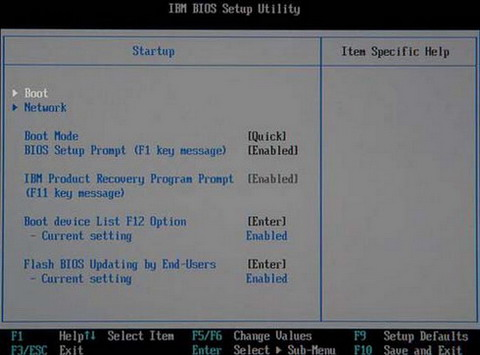 IBM BIOS Setup Utility
Startup
Item Specific Help
Boot
Network
Boot Mode [Quick]
BIOS Setup Prompt (F1 key message) [Enabled]
IBM Product Recovery Program Prompt [Enabled]
(F11 key message)
Boot device List F12 Option [Enter]
- Current setting Enabled
Flash BIOS Updating by End-Users [Enter]
- Current setting Enabled
F1 Help ↑↓ Select Item F5/F6 Change Values F9 Setup Defaults
F3/ESC Exit Enter Select ▶ Sub-Menu F10 Save and Exit